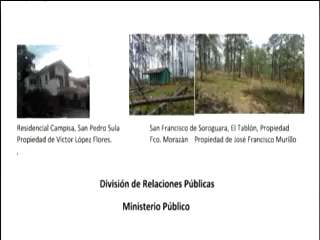 Residencial Campisa, San Pedro Sula
Propiedad de Victor López Flores.
San Francisco de Soroguara, El Tablón, Propiedad
Fco. Morazàn Propiedad de José Francisco Murillo
División de Relaciones Públicas
Ministerio Público